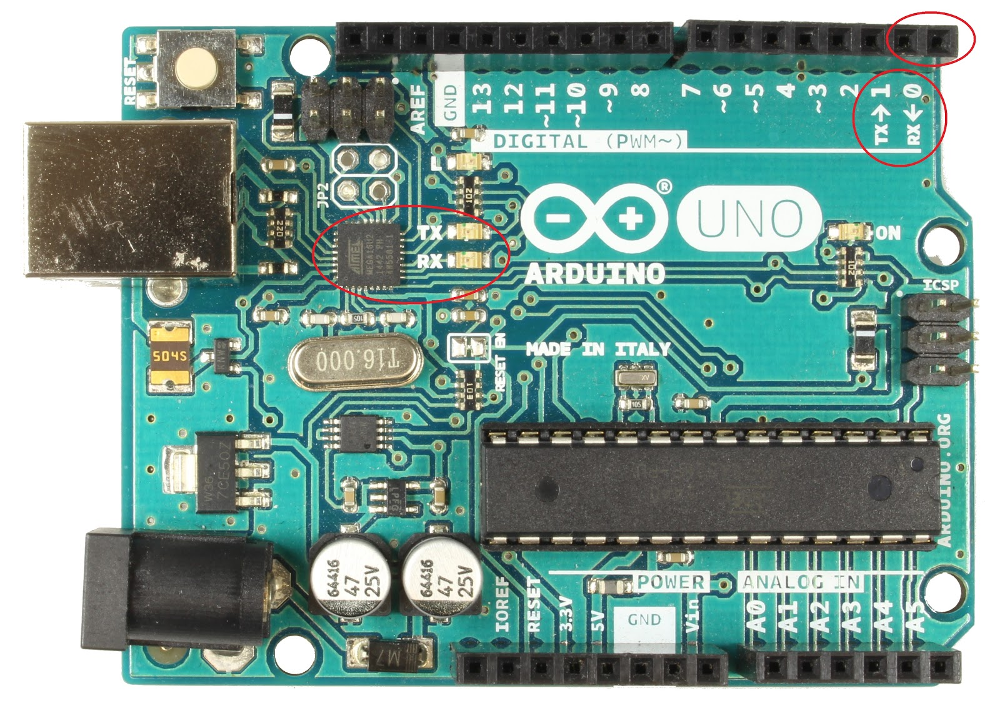 RESET
AREF
GND
13
12
~11
~10
~9
8
7
~6
~5
4
~3
2
TX→1
RX←0
DIGITAL (PWM~)
JP2
102
TX
RX
ATMEL
®
UNO
ON
ARDUINO
ICSP
T16.000
RESET EN
MADE IN ITALY
ARDUINO.ORG
64416
47
25V
64416
47
25V
M7
POWER
ANALOG IN
IOREF
RESET
3.3V
5V
GND
Vin
A0
A1
A2
A3
A4
A5